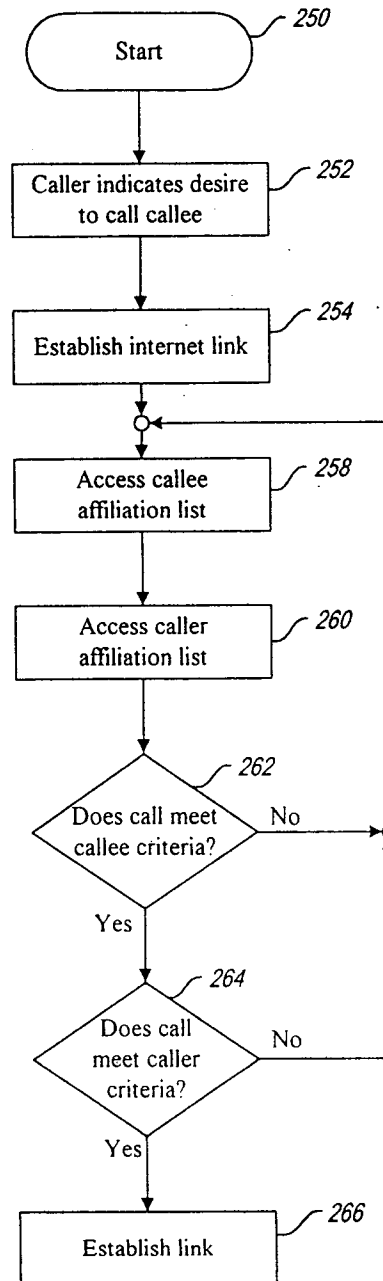 250
Start
252
Caller indicates desire
to call callee
254
Establish internet link
258
Access callee
affiliation list
260
Access caller
affiliation list
262
Does call meet
callee criteria?
No
Yes
264
Does call
meet caller
criteria?
No
Yes
266
Establish link